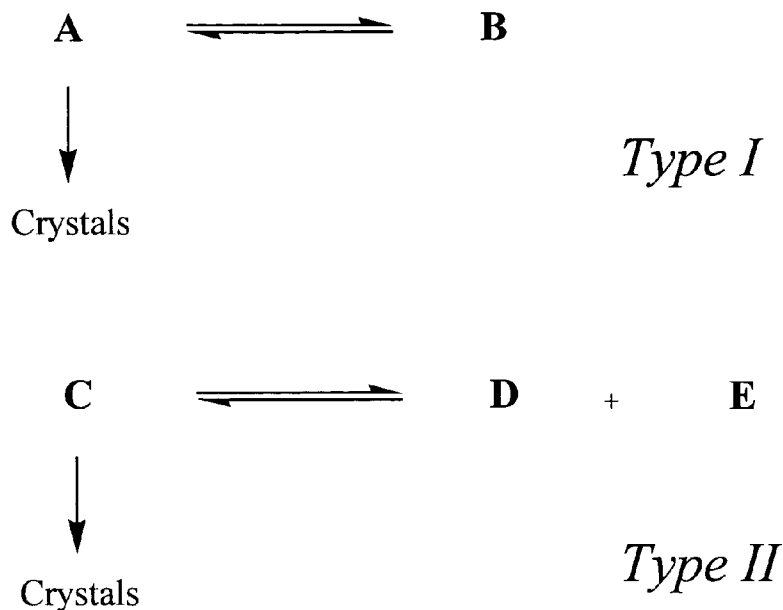 A B
Type I
Crystals
C D + E
Type II
Crystals